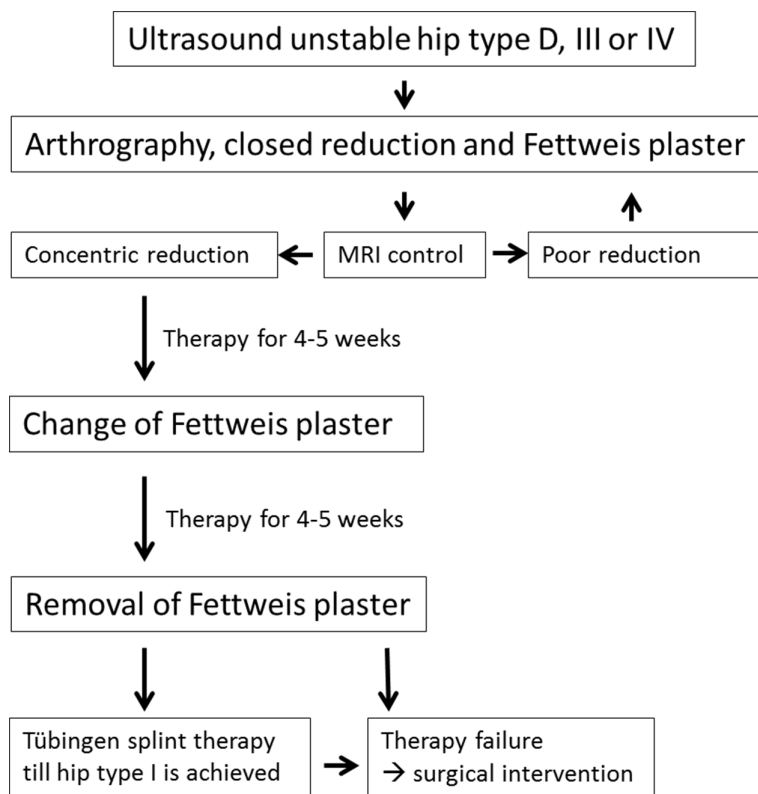 Ultrasound unstable hip type D, III or IV
Arthrography, closed reduction and Fettweis plaster
Concentric reduction
MRI control
Poor reduction
Therapy for 4-5 weeks
Change of Fettweis plaster
Therapy for 4-5 weeks
Removal of Fettweis plaster
Tübingen splint therapy
till hip type I is achieved
Therapy failure
→ surgical intervention